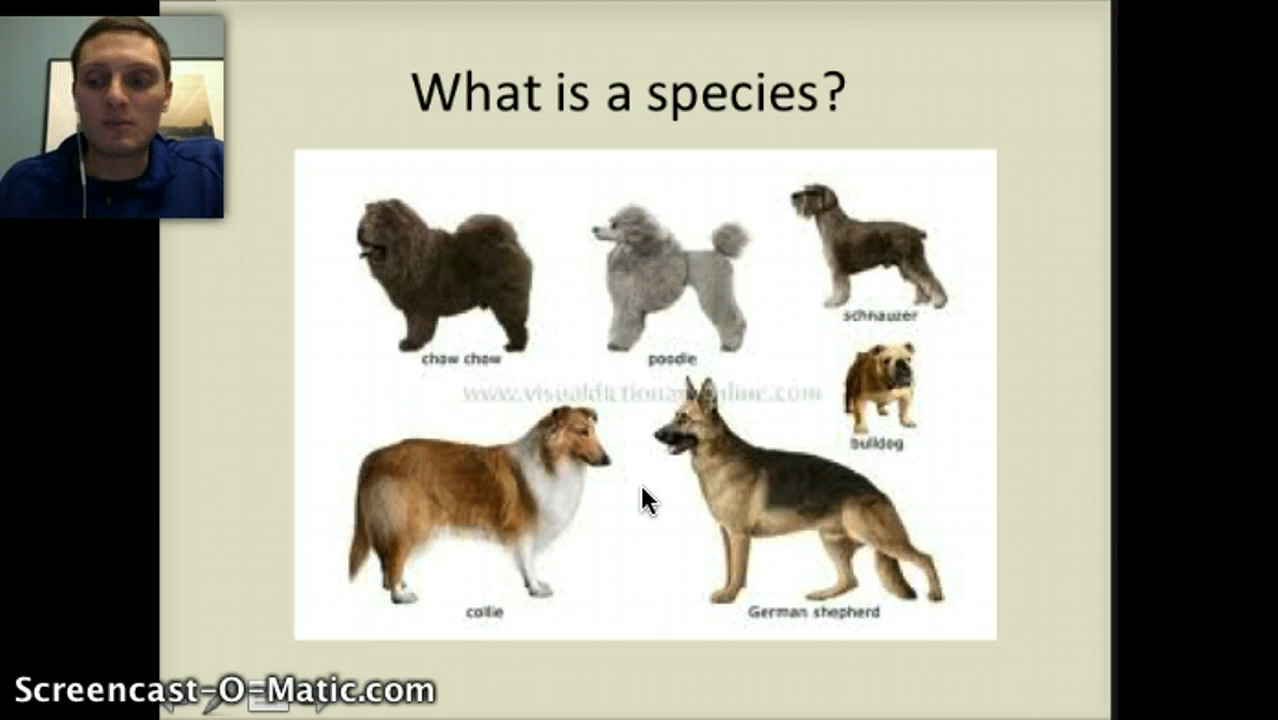 What is a species?
chow chow
poodle
schnauzer
www.visualdictionaryonline.com
bulldog
collie
German shepherd
Screencast-O-Matic.com